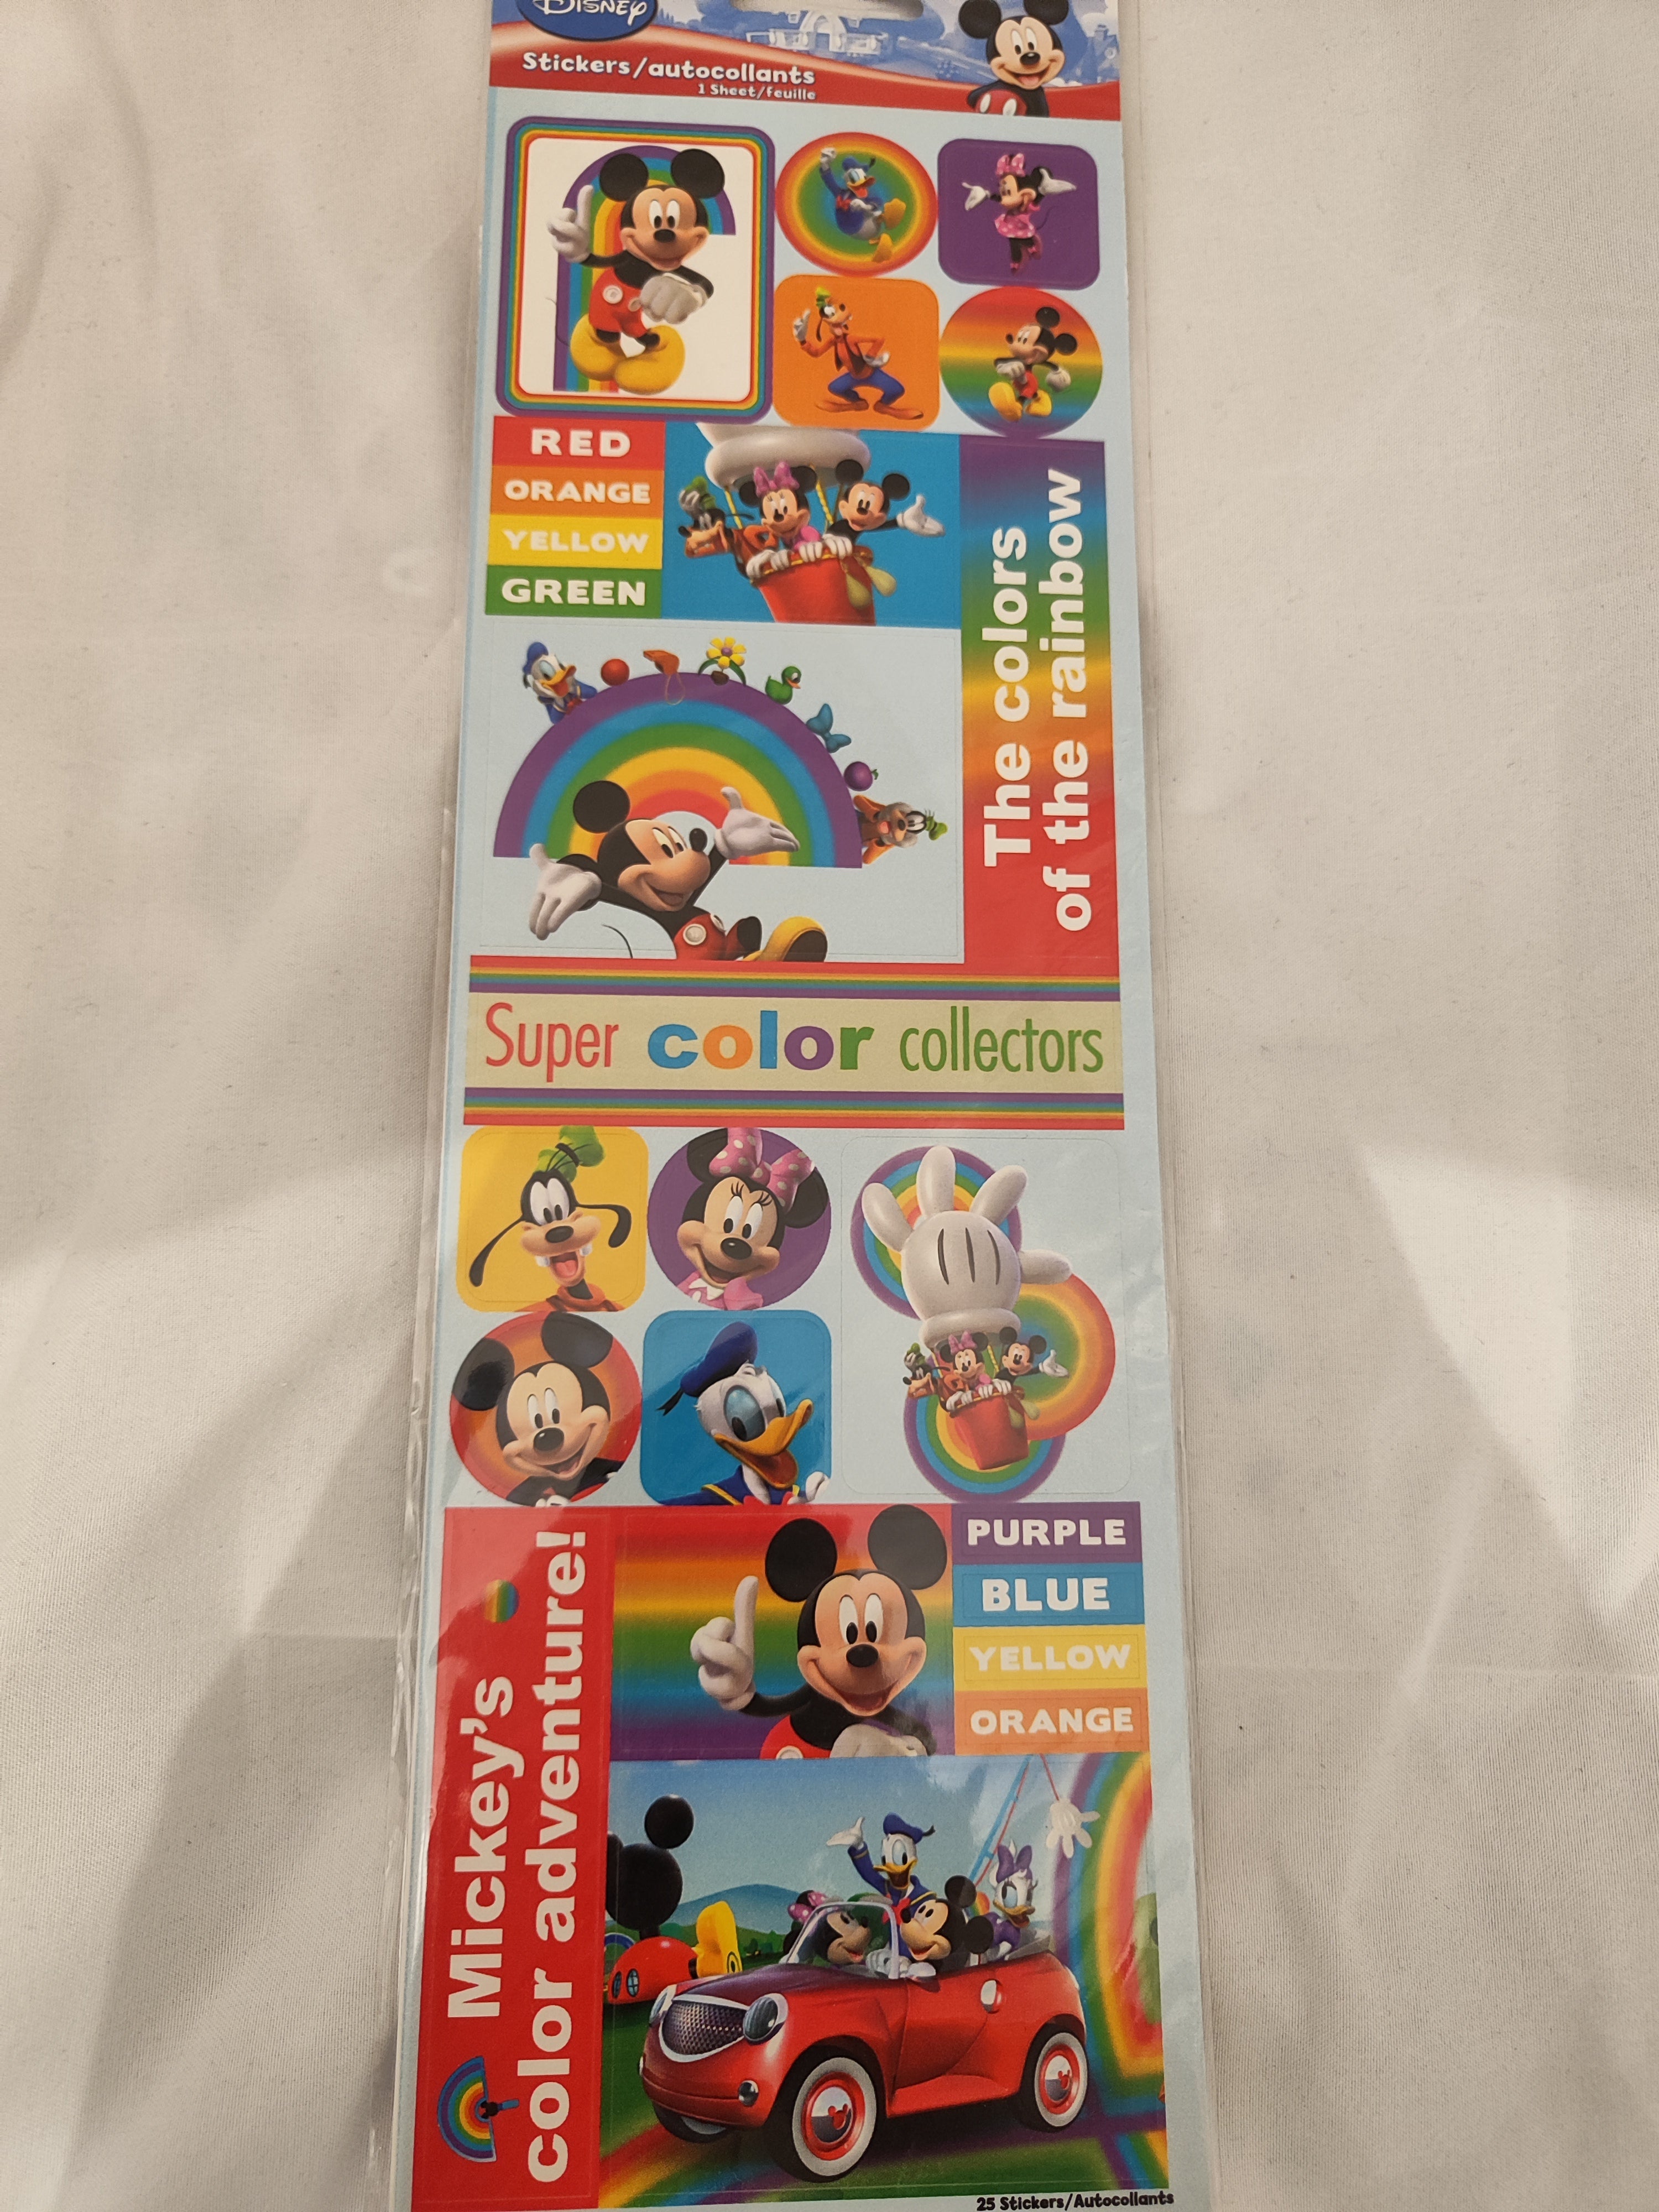 Disney
Stickers/autocollants
1 Sheet/feuille
RED
ORANGE
YELLOW
GREEN
The colors
of the rainbow
Super color collectors
PURPLE
BLUE
YELLOW
ORANGE
Mickey's
color adventure!
25 Stickers/Autocollants